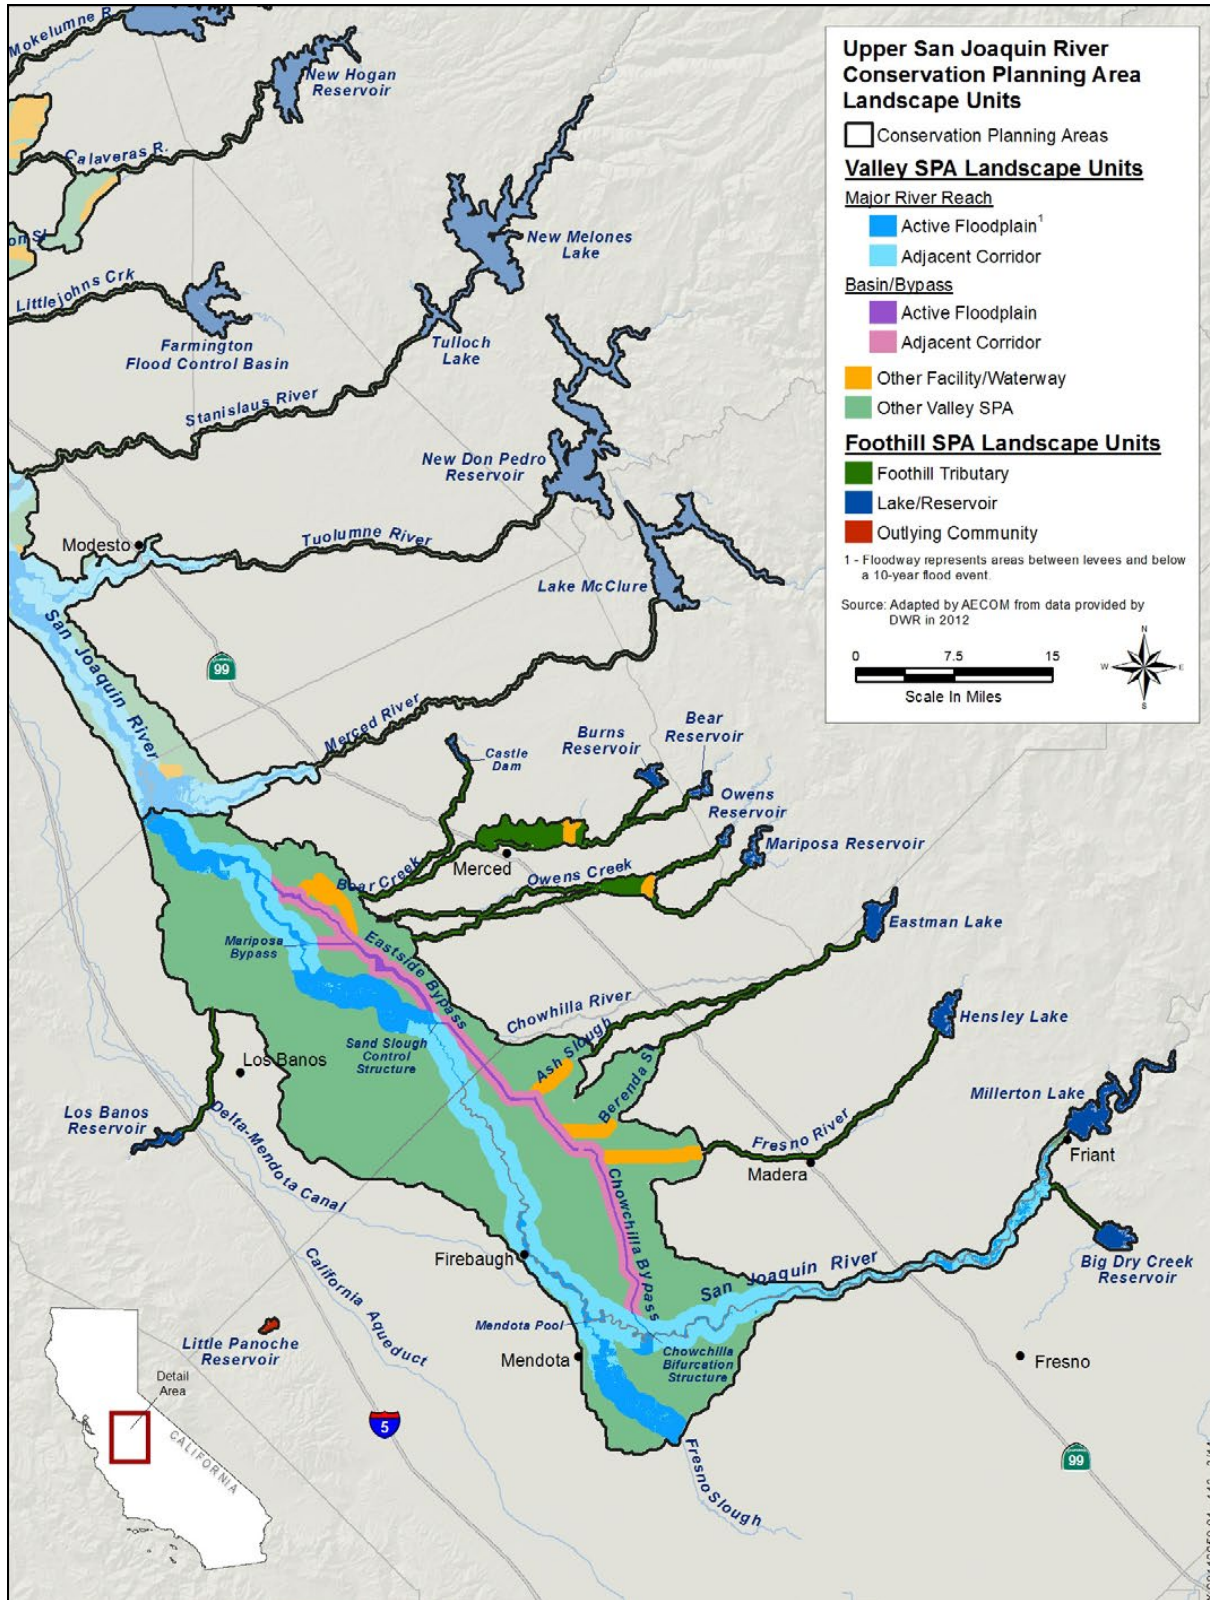 Mokelumne R.
New Hogan
Reservoir
Calaveras R.
Littlejohns Crk
Farmington
Flood Control Basin
New Melones
Lake
Tulloch
Lake
Stanislaus River
New Don Pedro
Reservoir
Modesto
Tuolumne River
Lake McClure
San Joaquin River
99
Merced River
Castle
Dam
Burns
Reservoir
Bear
Reservoir
Owens
Reservoir
Mariposa Reservoir
Bear Creek
Merced
Owens Creek
Mariposa
Bypass
Eastside Bypass
Eastman Lake
Chowhilla River
Hensley Lake
Sand Slough
Control
Structure
Ash Slough
Berenda Sl
Los Banos
Los Banos
Reservoir
Delta-Mendota Canal
Millerton Lake
Fresno River
Madera
Friant
Chowchilla Bypass
Firebaugh
San Joaquin River
Big Dry Creek
Reservoir
California Aqueduct
Mendota Pool
Mendota
Chowchilla
Bifurcation
Structure
Fresno
Little Panoche
Reservoir
5
99
Fresno Slough
Detail
Area
CALIFORNIA
Upper San Joaquin River
Conservation Planning Area
Landscape Units
Conservation Planning Areas
Valley SPA Landscape Units
Major River Reach
Active Floodplain1
Adjacent Corridor
Basin/Bypass
Active Floodplain
Adjacent Corridor
Other Facility/Waterway
Other Valley SPA
Foothill SPA Landscape Units
Foothill Tributary
Lake/Reservoir
Outlying Community
1 - Floodway represents areas between levees and below
a 10-year flood event.
Source: Adapted by AECOM from data provided by
DWR in 2012
N
W E
S
0 7.5 15
Scale In Miles